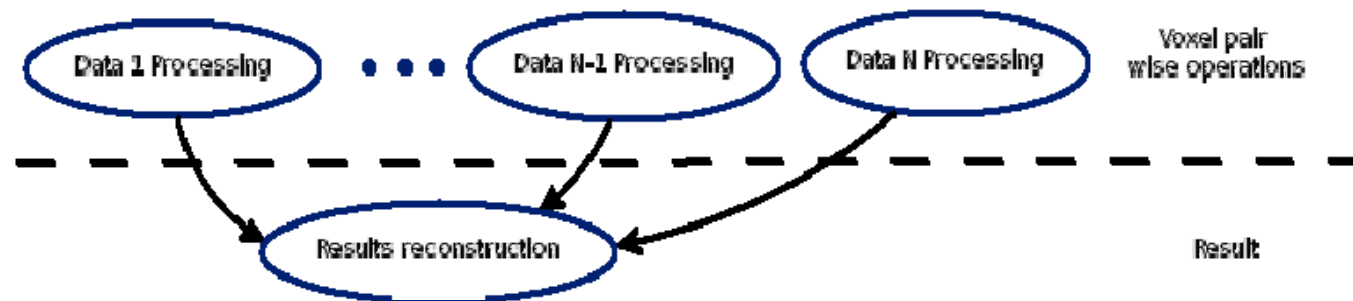 Data 1 Processing
Data N-1 Processing
Data N Processing
Voxel pair
wise operations
Results reconstruction
Result